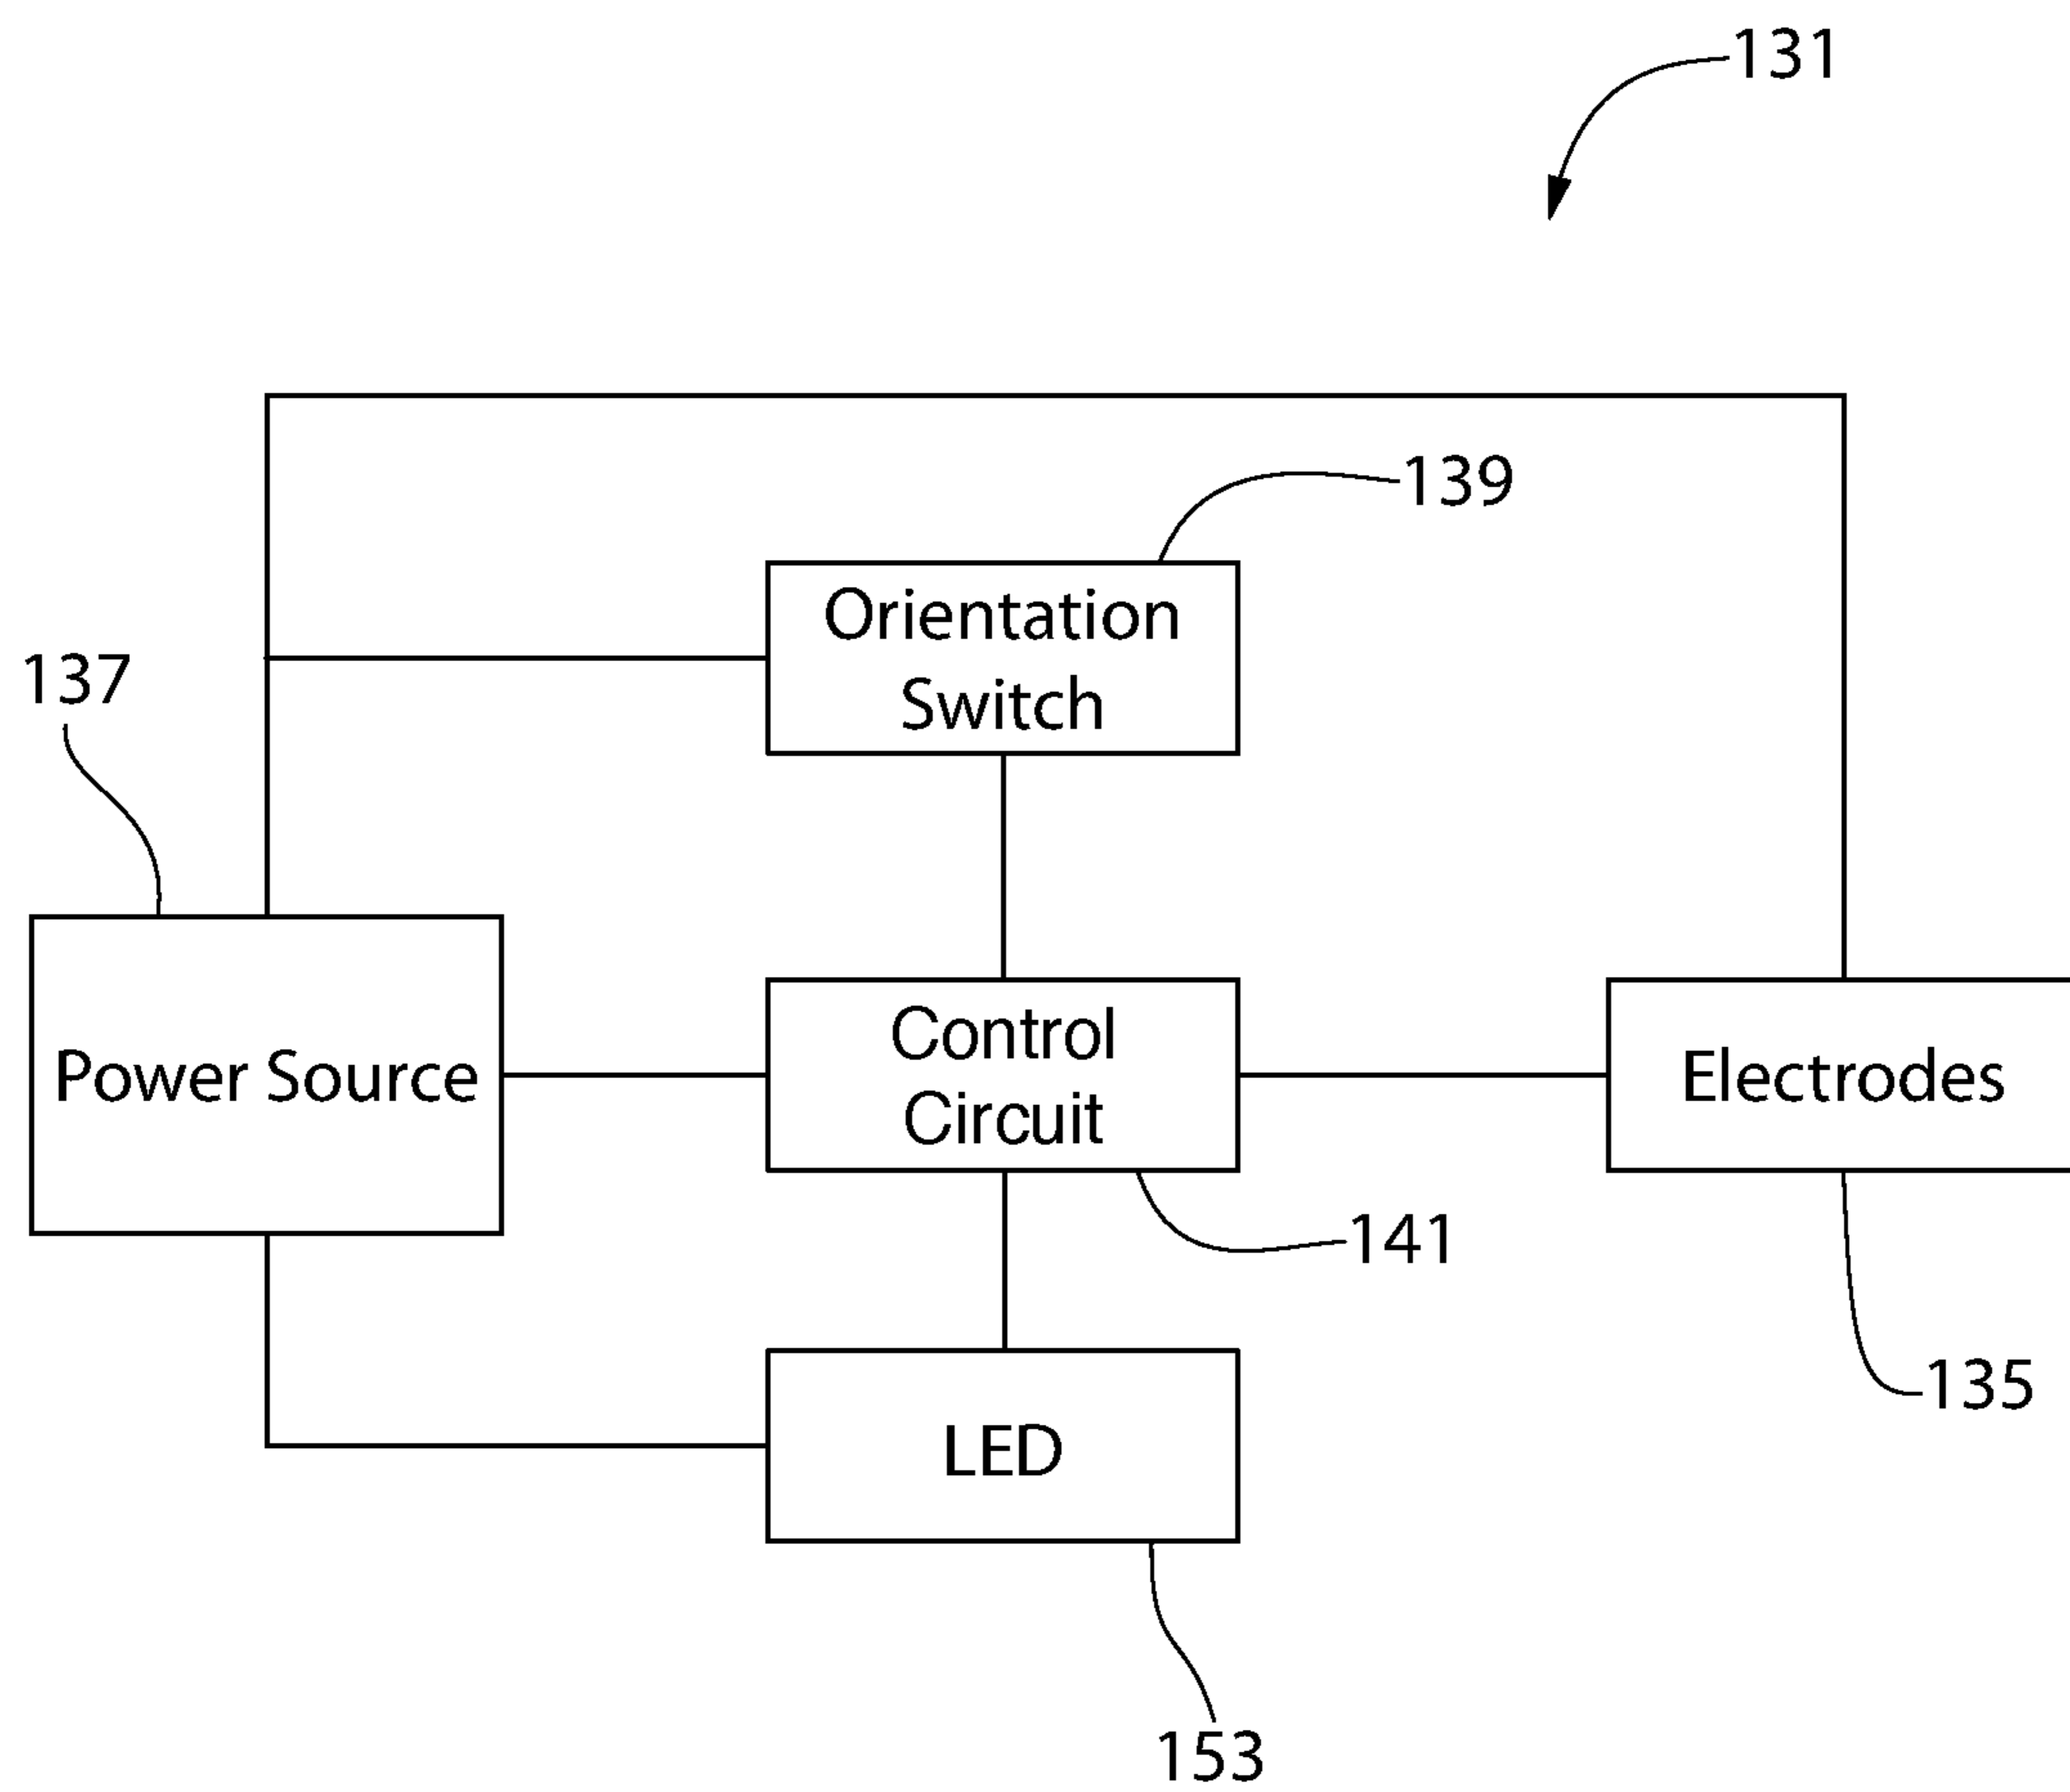 131
139
Orientation
Switch
137
Power Source
Control
Circuit
Electrodes
141
135
LED
153